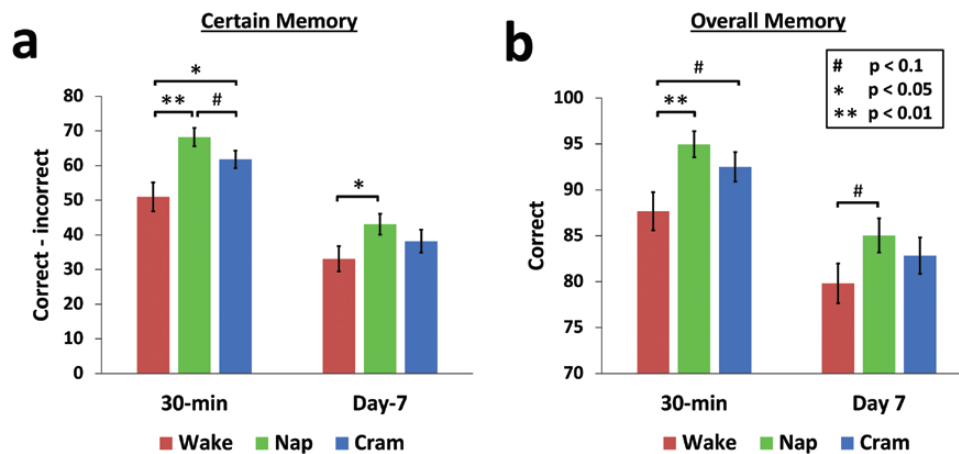 a
Certain Memory
Correct - incorrect
80
70
60
50
40
30
20
10
0
*
**
#
*
30-min
Day-7
Wake
Nap
Cram
b
Overall Memory
# p < 0.1
* p < 0.05
** p < 0.01
Correct
100
95
90
85
80
75
70
#
**
#
30-min
Day 7
Wake
Nap
Cram